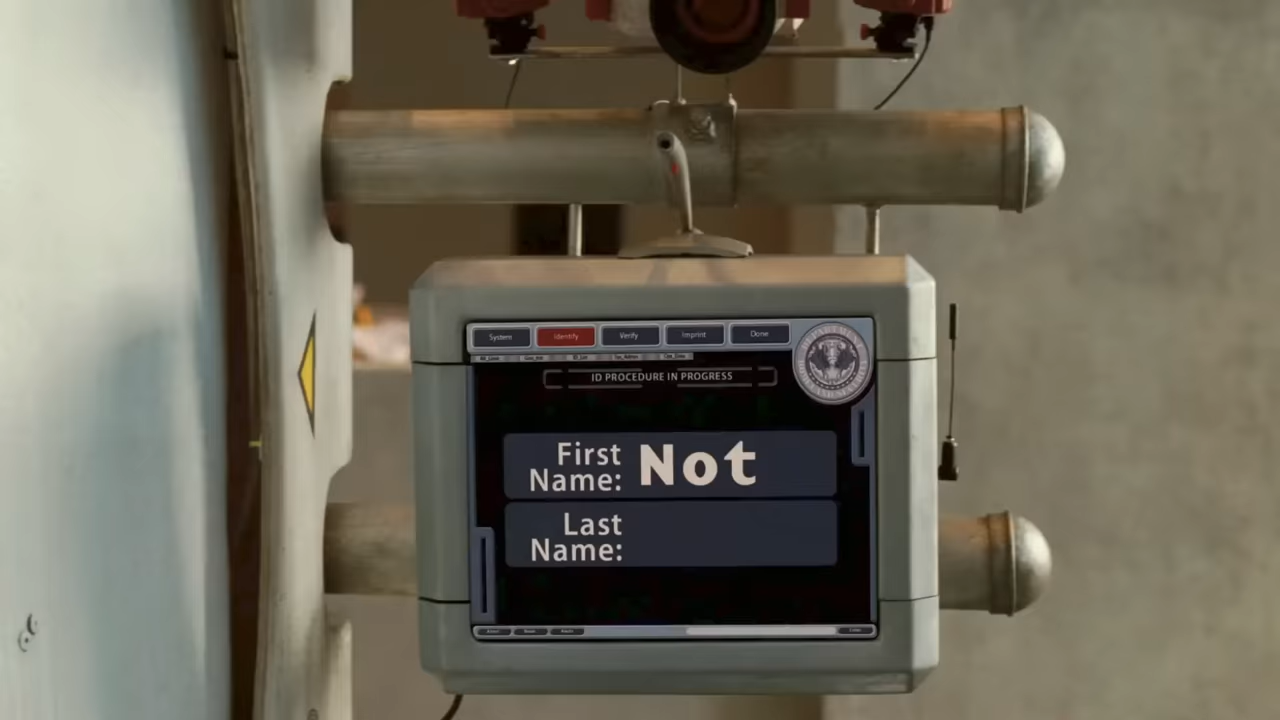 System Identify Verify Imprint Done
ID PROCEDURE IN PROGRESS
First Name: Not
Last Name: